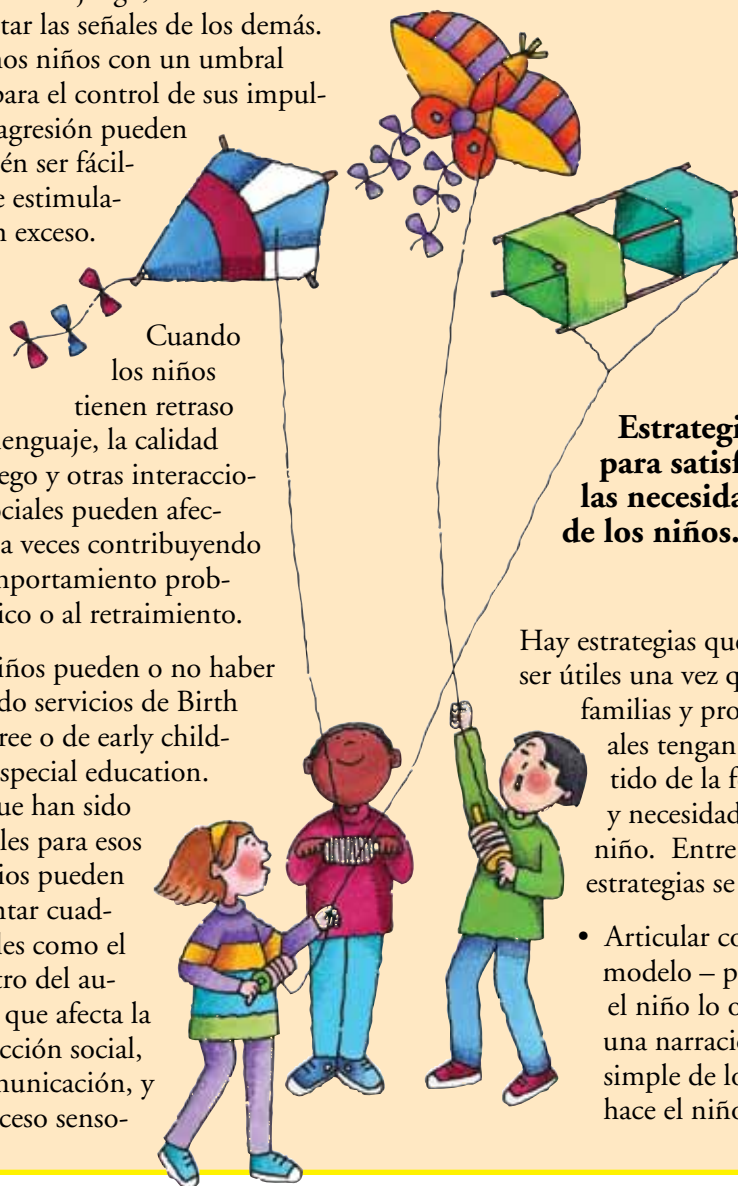 tar las señales de los demás.
nos niños con un umbral
para el control de sus impul-
agresión pueden
én ser fácil-
e estimula-
n exceso.
Cuando
los niños
tienen retraso
lenguaje, la calidad
ego y otras interaccio-
ciales pueden afec-
a veces contribuyendo
mportamiento prob-
ico o al retraimiento.
iños pueden o no haber
do servicios de Birth
ree o de early child-
special education.
ue han sido
les para esos
ios pueden
ntar cuad-
les como el
tro del au-
que afecta la
cción social,
municación, y
ceso senso-
Estrategi
para satisf
las necesida
de los niños.
Hay estrategias que
ser útiles una vez q
familias y pro
ales tengan
tido de la f
y necesidad
niño. Entre
estrategias se
• Articular co
modelo – p
el niño lo o
una narració
simple de lo
hace el niño